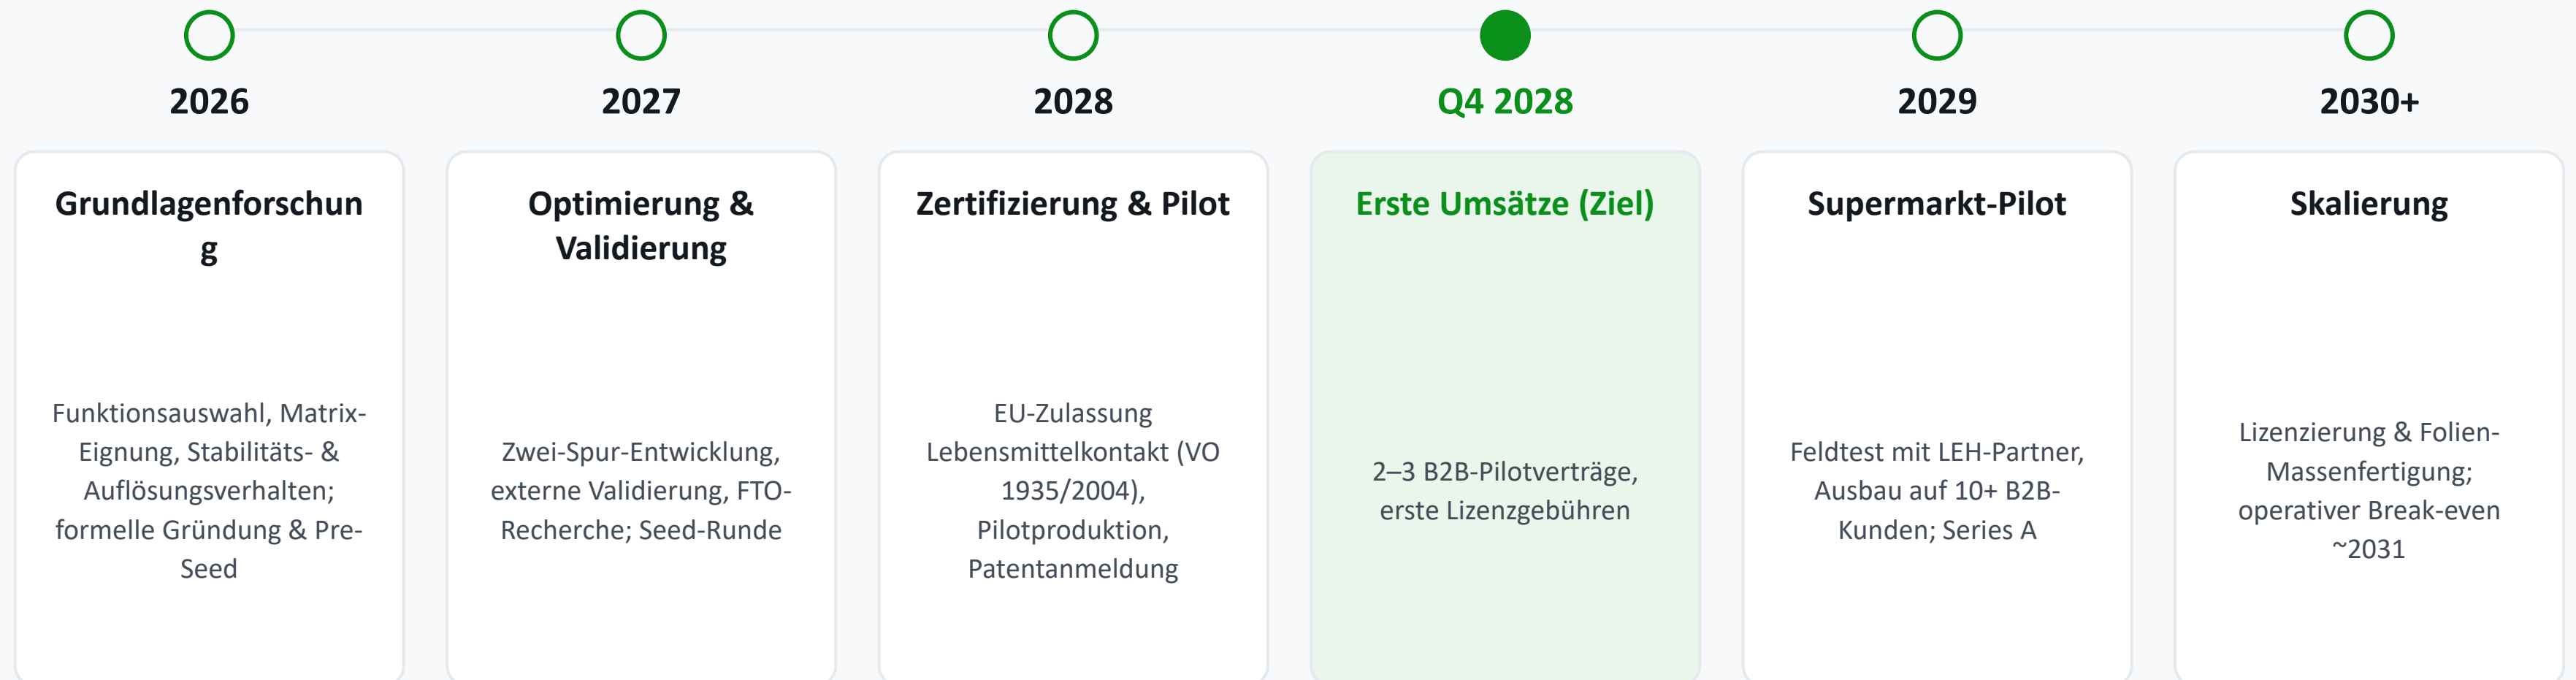 2026
2027
2028
Q4 2028
2029
2030+
Grundlagenforschun
g
Funktionsauswahl, Matrix-
Eignung, Stabilitäts- &
Auflösungsverhalten;
formelle Gründung & Pre-
Seed
Optimierung &
Validierung
Zwei-Spur-Entwicklung,
externe Validierung, FTO-
Recherche; Seed-Runde
Zertifizierung & Pilot
EU-Zulassung
Lebensmittelkontakt (VO
1935/2004),
Pilotproduktion,
Patentanmeldung
Erste Umsätze (Ziel)
2–3 B2B-Pilotverträge,
erste Lizenzgebühren
Supermarkt-Pilot
Feldtest mit LEH-Partner,
Ausbau auf 10+ B2B-
Kunden; Series A
Skalierung
Lizenzierung & Folien-
Massenfertigung;
operativer Break-even
~2031